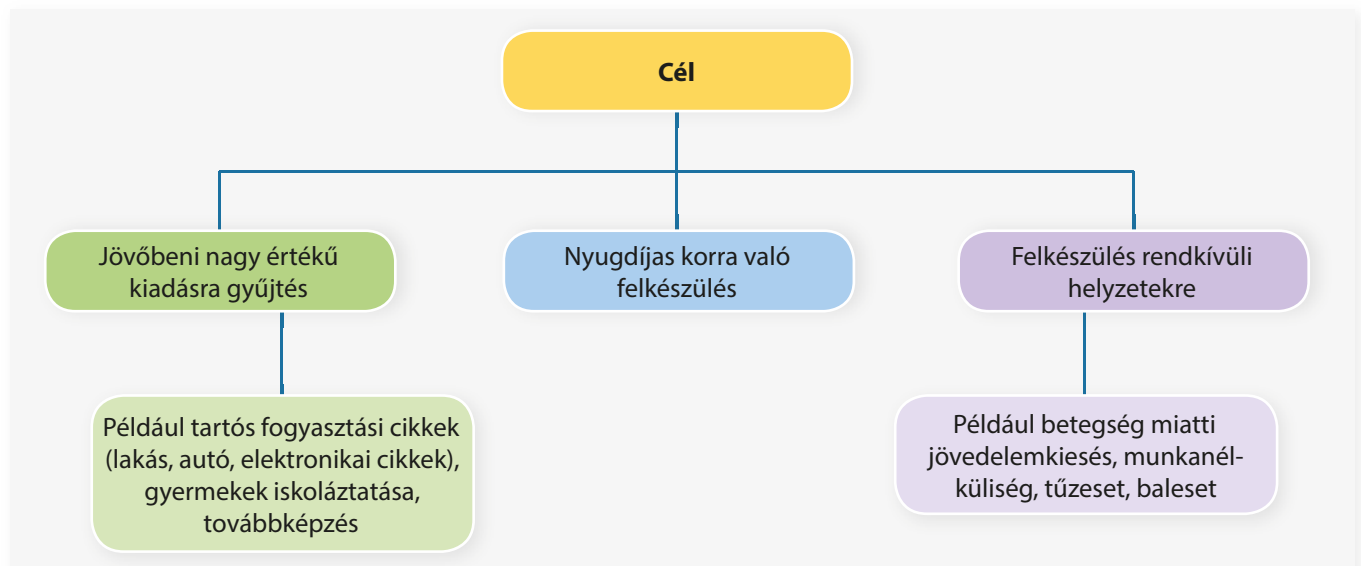 Cél
Jövőbeni nagy értékű
kiadásra gyűjtés
Nyugdíjas korra való
felkészülés
Felkészülés rendkívüli
helyzetekre
Például tartós fogyasztási cikkek
(lakás, autó, elektronikai cikkek),
gyermekek iskoláztatása,
továbbképzés
Például betegség miatti
jövedelemkiesés, munkanél-
küliség, tűzeset, baleset